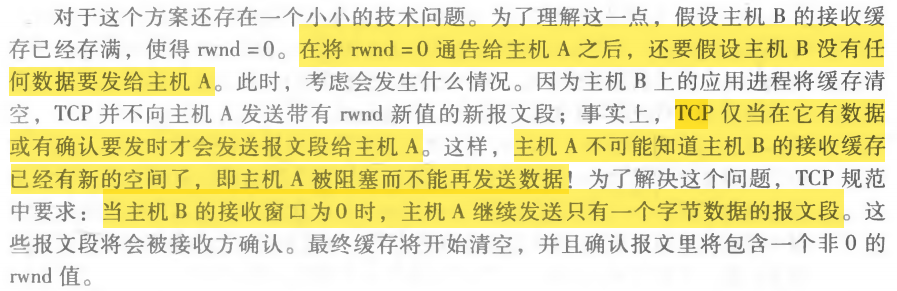 对于这个方案还存在一个小小的技术问题。为了理解这一点，假设主机 B 的接收缓
存已经存满，使得 rwnd =0。在将 rwnd =0 通告给主机 A 之后，还要假设主机 B 没有任
何数据要发给主机 A。此时，考虑会发生什么情况。因为主机 B 上的应用进程将缓存清
空，TCP 并不向主机 A 发送带有 rwnd 新值的新报文段；事实上，TCP 仅当在它有数据
或有确认要发时才会发送报文段给主机 A。这样，主机 A 不可能知道主机 B 的接收缓存
已经有新的空间了，即主机 A 被阻塞而不能再发送数据！为了解决这个问题，TCP 规范
中要求：当主机 B 的接收窗口为 0 时，主机 A 继续发送只有一个字节数据的报文段。这
些报文段将会被接收方确认。最终缓存将开始清空，并且确认报文里将包含一个非 0 的
rwnd 值。